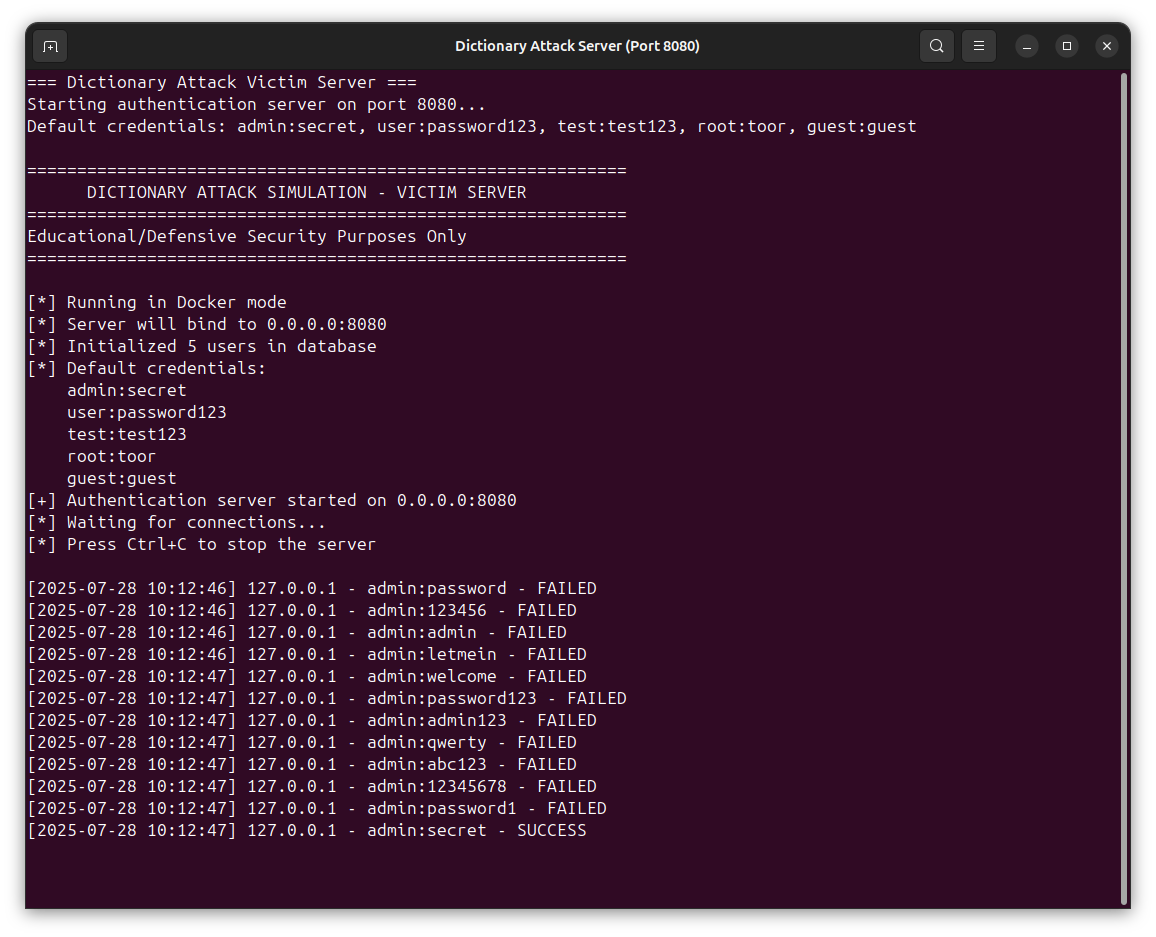 Dictionary Attack Server (Port 8080)
=== Dictionary Attack Victim Server ===
Starting authentication server on port 8080...
Default credentials: admin:secret, user:password123, test:test123, root:toor, guest:guest
============================================================
DICTIONARY ATTACK SIMULATION - VICTIM SERVER
============================================================
Educational/Defensive Security Purposes Only
============================================================
[*] Running in Docker mode
[*] Server will bind to 0.0.0.0:8080
[*] Initialized 5 users in database
[*] Default credentials:
admin:secret
user:password123
test:test123
root:toor
guest:guest
[+] Authentication server started on 0.0.0.0:8080
[*] Waiting for connections...
[*] Press Ctrl+C to stop the server
[2025-07-28 10:12:46] 127.0.0.1 - admin:password - FAILED
[2025-07-28 10:12:46] 127.0.0.1 - admin:123456 - FAILED
[2025-07-28 10:12:46] 127.0.0.1 - admin:admin - FAILED
[2025-07-28 10:12:46] 127.0.0.1 - admin:letmein - FAILED
[2025-07-28 10:12:47] 127.0.0.1 - admin:welcome - FAILED
[2025-07-28 10:12:47] 127.0.0.1 - admin:password123 - FAILED
[2025-07-28 10:12:47] 127.0.0.1 - admin:admin123 - FAILED
[2025-07-28 10:12:47] 127.0.0.1 - admin:qwerty - FAILED
[2025-07-28 10:12:47] 127.0.0.1 - admin:abc123 - FAILED
[2025-07-28 10:12:47] 127.0.0.1 - admin:12345678 - FAILED
[2025-07-28 10:12:47] 127.0.0.1 - admin:password1 - FAILED
[2025-07-28 10:12:47] 127.0.0.1 - admin:secret - SUCCESS